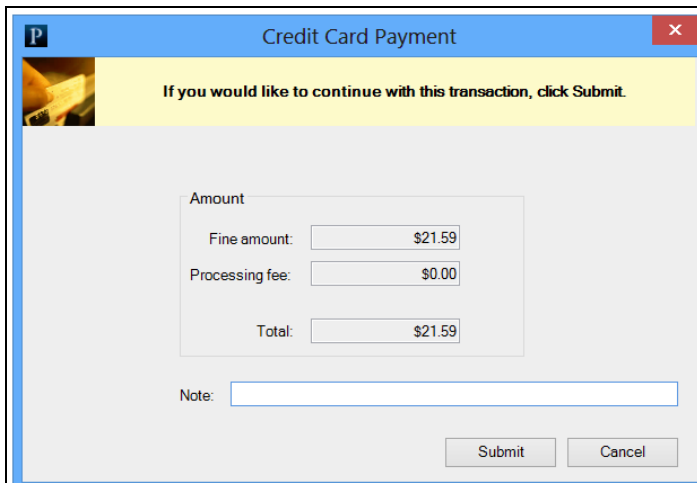 P
Credit Card Payment
If you would like to continue with this transaction, click Submit.
Amount
Fine amount: $21.59
Processing fee: $0.00
Total: $21.59
Note:
Submit Cancel